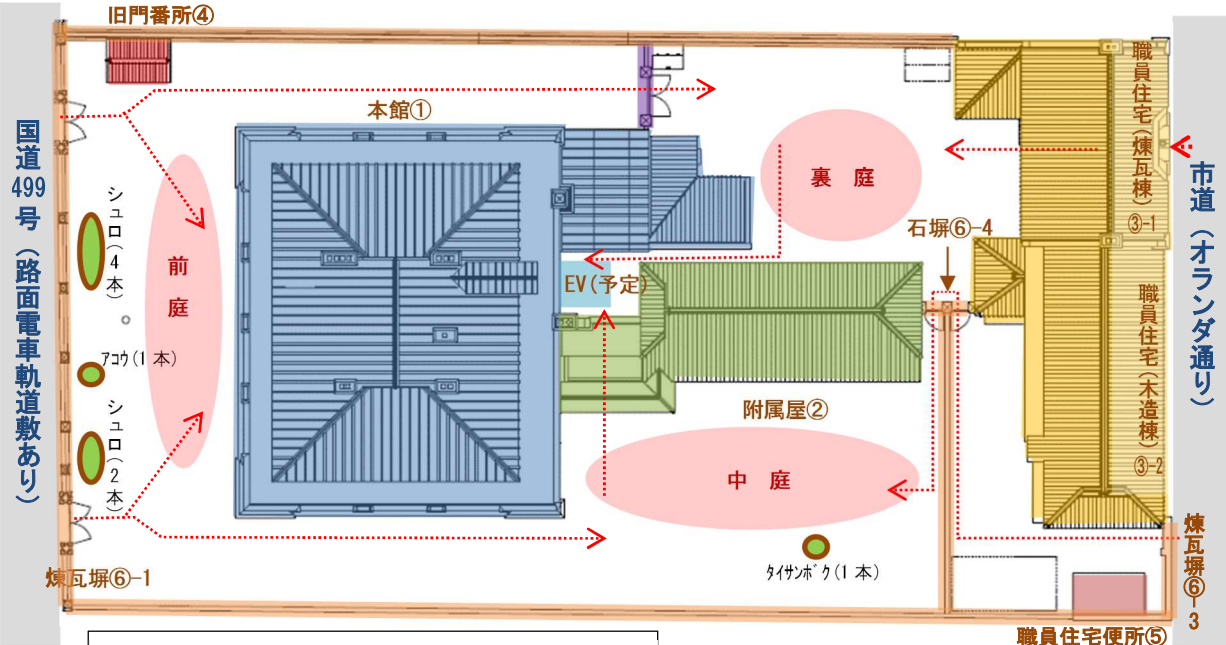 旧門番所④
本館①
国道499号（路面電車軌道敷あり）
シュロ（4本）
アコウ（1本）
シュロ（2本）
前庭
煉瓦塀⑥-1
裏庭
EV(予定)
石塀⑥-4
附属屋②
中庭
タイサンボク(1本)
職員住宅（煉瓦棟）③-1
職員住宅（木造棟）③-2
市道（オランダ通り）
煉瓦塀⑥-3
職員住宅便所⑤